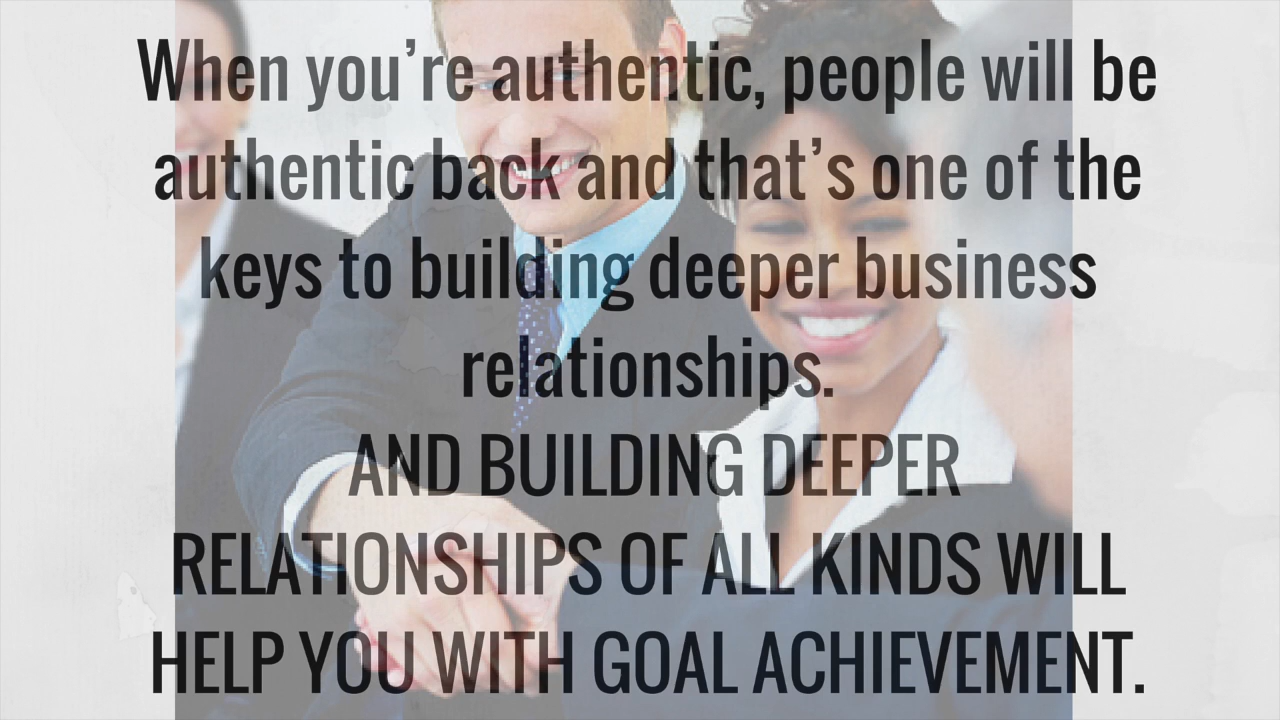 When you’re authentic, people will be
authentic back and that’s one of the
keys to building deeper business
relationships.
AND BUILDING DEEPER
RELATIONSHIPS OF ALL KINDS WILL
HELP YOU WITH GOAL ACHIEVEMENT.